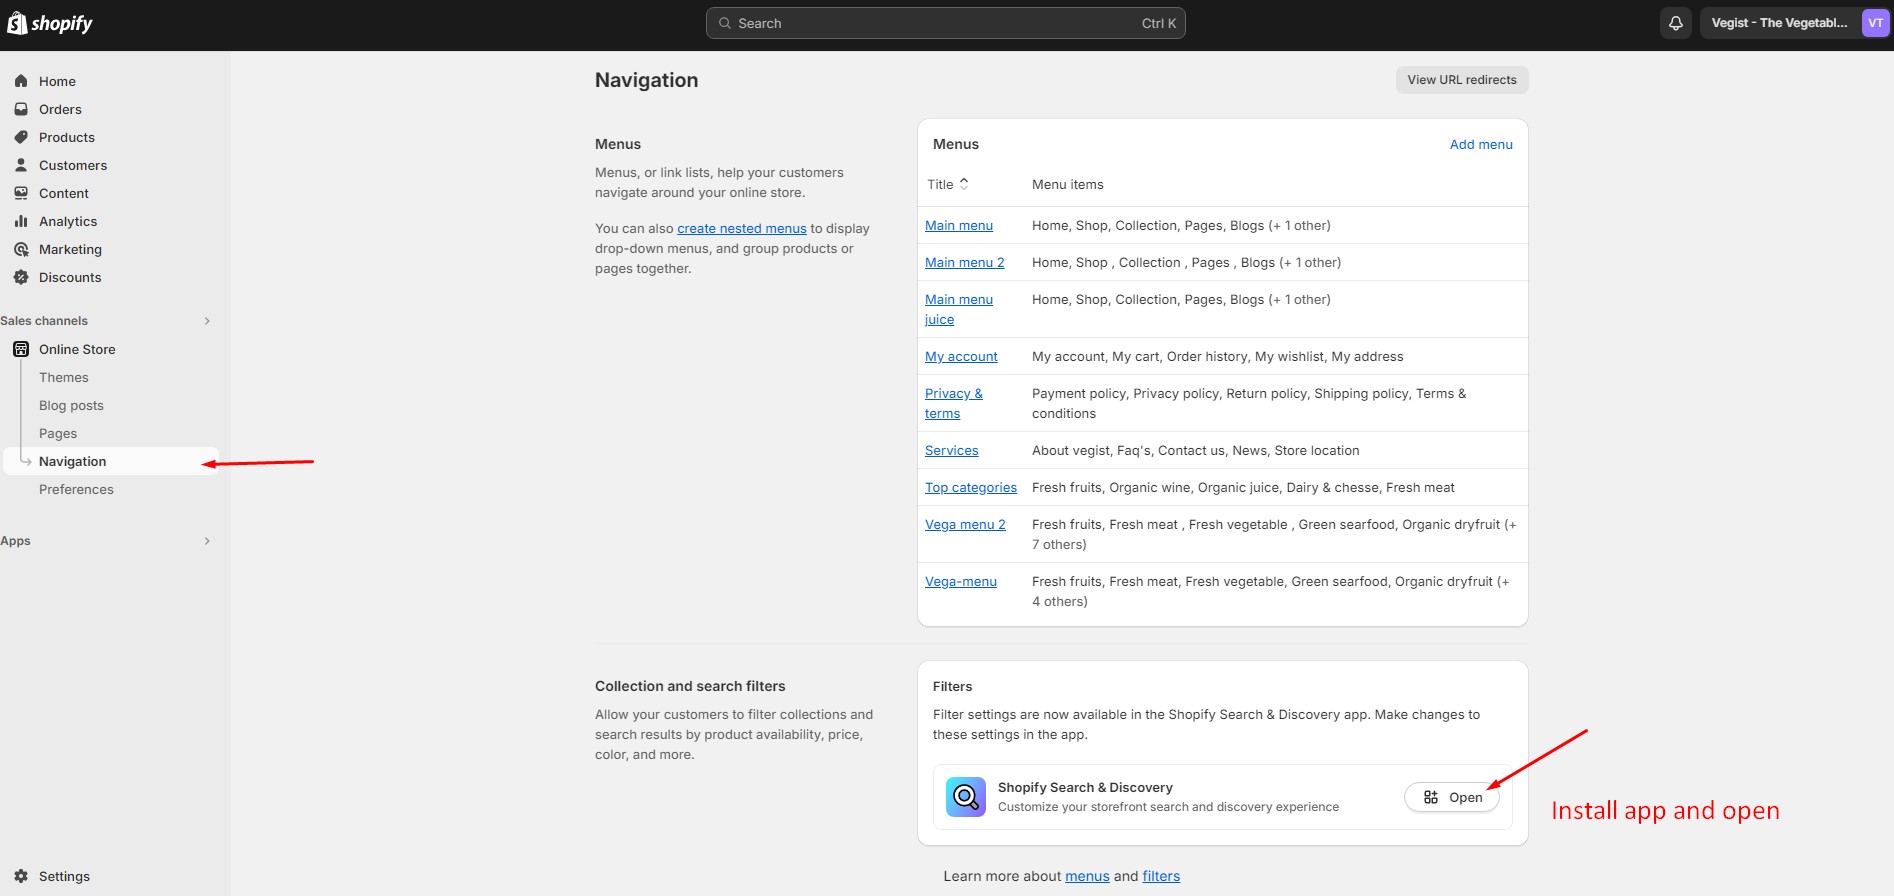 shopify
Search
Ctrl K
Vegist - The Vegetabl...
VT
Home
Orders
Products
Customers
Content
Analytics
Marketing
Discounts
Sales channels
Online Store
Themes
Blog posts
Pages
Navigation
Preferences
Apps
Settings
Navigation
View URL redirects
Menus
Menus, or link lists, help your customers
navigate around your online store.
You can also create nested menus to display
drop-down menus, and group products or
pages together.
Menus
Add menu
Title
Menu items
Main menu
Home, Shop, Collection, Pages, Blogs (+ 1 other)
Main menu 2
Home, Shop , Collection , Pages , Blogs (+ 1 other)
Main menu
juice
Home, Shop, Collection, Pages, Blogs (+ 1 other)
My account
My account, My cart, Order history, My wishlist, My address
Privacy &
terms
Payment policy, Privacy policy, Return policy, Shipping policy, Terms &
conditions
Services
About vegist, Faq's, Contact us, News, Store location
Top categories
Fresh fruits, Organic wine, Organic juice, Dairy & chesse, Fresh meat
Vega menu 2
Fresh fruits, Fresh meat , Fresh vegetable , Green searfood, Organic dryfruit (+
7 others)
Vega-menu
Fresh fruits, Fresh meat, Fresh vegetable, Green searfood, Organic dryfruit (+
4 others)
Collection and search filters
Allow your customers to filter collections and
search results by product availability, price,
color, and more.
Filters
Filter settings are now available in the Shopify Search & Discovery app. Make changes to
these settings in the app.
Shopify Search & Discovery
Customize your storefront search and discovery experience
Open
Install app and open
Learn more about menus and filters